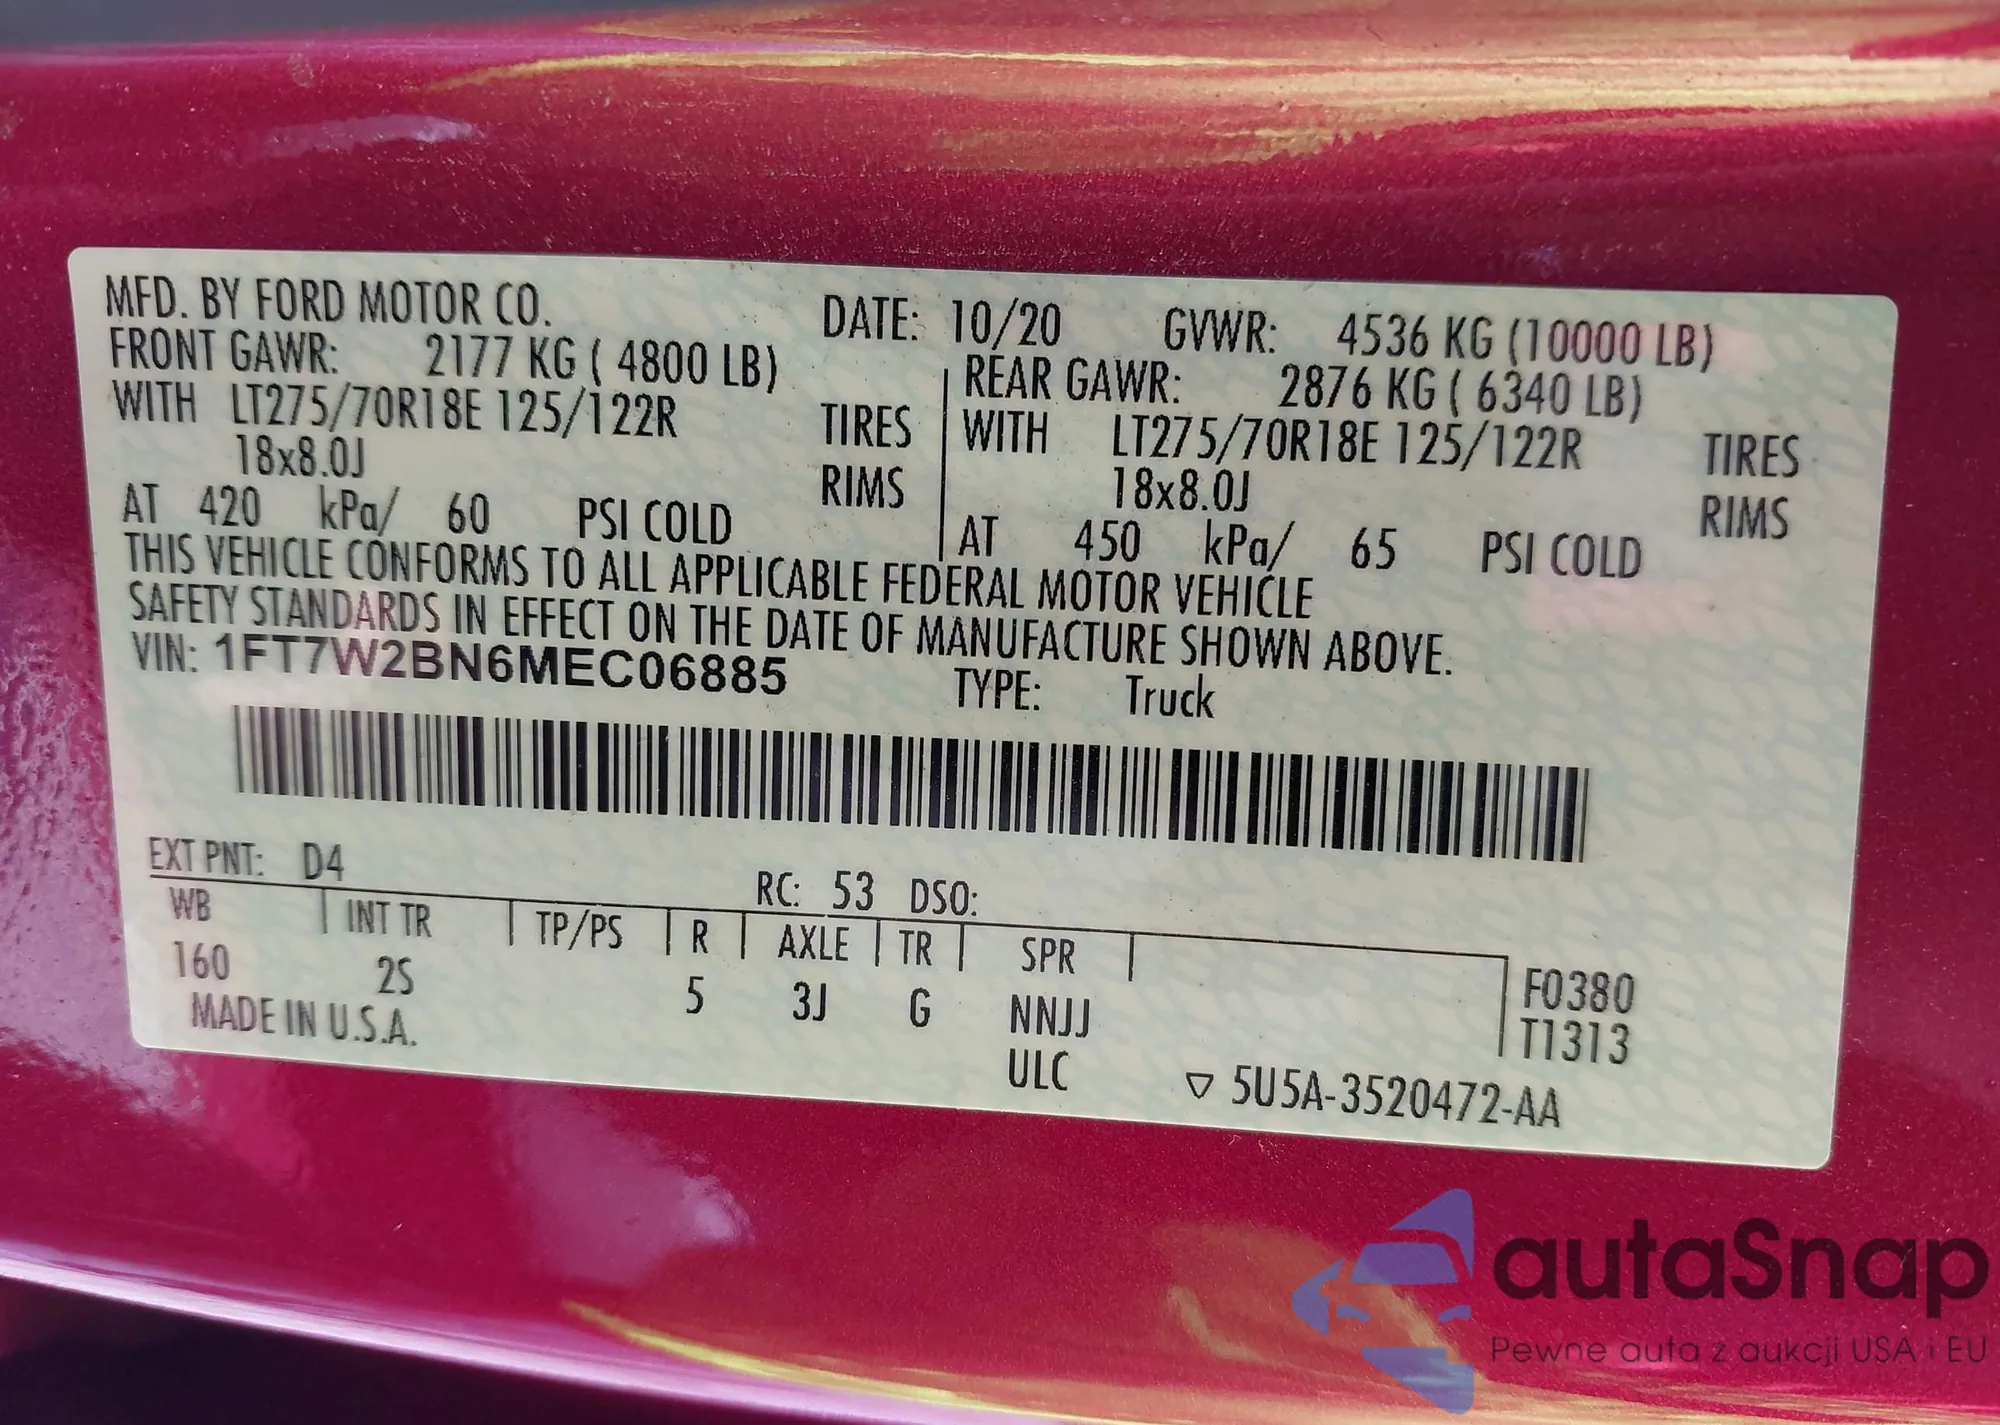 MFD. BY FORD MOTOR CO. DATE: 10/20 GVWR: 4536 KG (10000 LB)
FRONT GAWR: 2177 KG ( 4800 LB) REAR GAWR: 2876 KG ( 6340 LB)
WITH LT275/70R18E 125/122R TIRES WITH LT275/70R18E 125/122R TIRES
18x8.0J RIMS 18x8.0J RIMS
AT 420 kPa/ 60 PSI COLD AT 450 kPa/ 65 PSI COLD
THIS VEHICLE CONFORMS TO ALL APPLICABLE FEDERAL MOTOR VEHICLE
SAFETY STANDARDS IN EFFECT ON THE DATE OF MANUFACTURE SHOWN ABOVE.
VIN: 1FT7W2BN6MEC06885 TYPE: Truck
EXT PNT: D4 RC: 53 DSO:
WB INT TR TP/PS R AXLE TR SPR F0380
160 2S 5 3J G NNJJ T1313
MADE IN U.S.A. ULC ▽ 5U5A-3520472-AA
autaSnap
Pewne auta z aukcji USA i EU